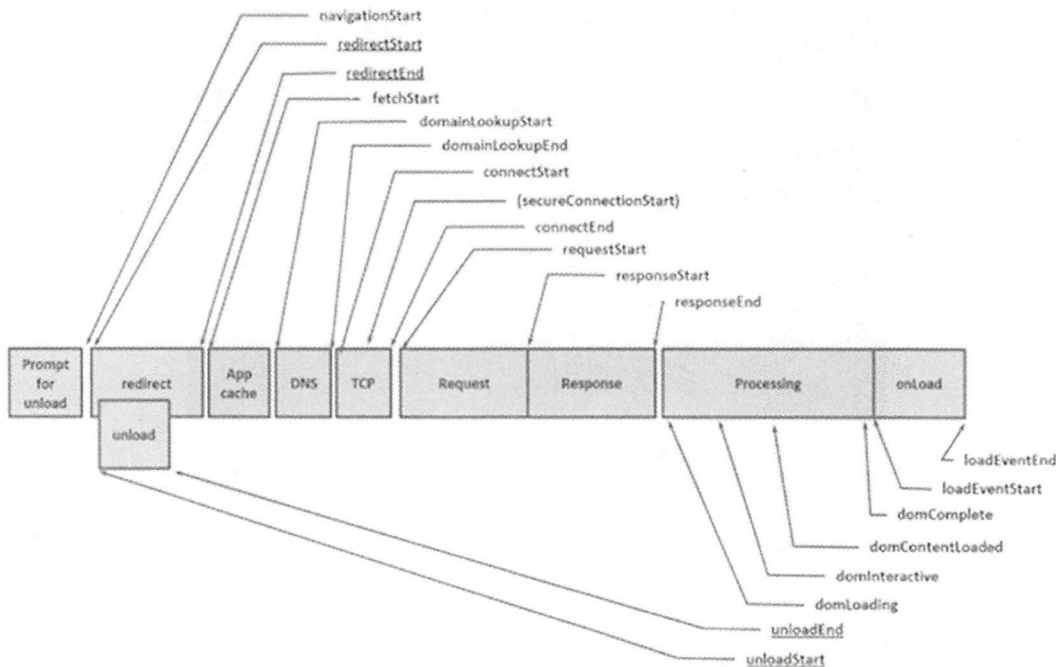 navigationStart
redirectStart
redirectEnd
fetchStart
domainLookupStart
domainLookupEnd
connectStart
(secureConnectionStart)
connectEnd
requestStart
responseStart
responseEnd
Prompt
for
unload
redirect
App
cache
DNS
TCP
Request
Response
Processing
onLoad
unload
loadEventEnd
loadEventStart
domComplete
domContentLoaded
domInteractive
domLoading
unloadEnd
unloadStart